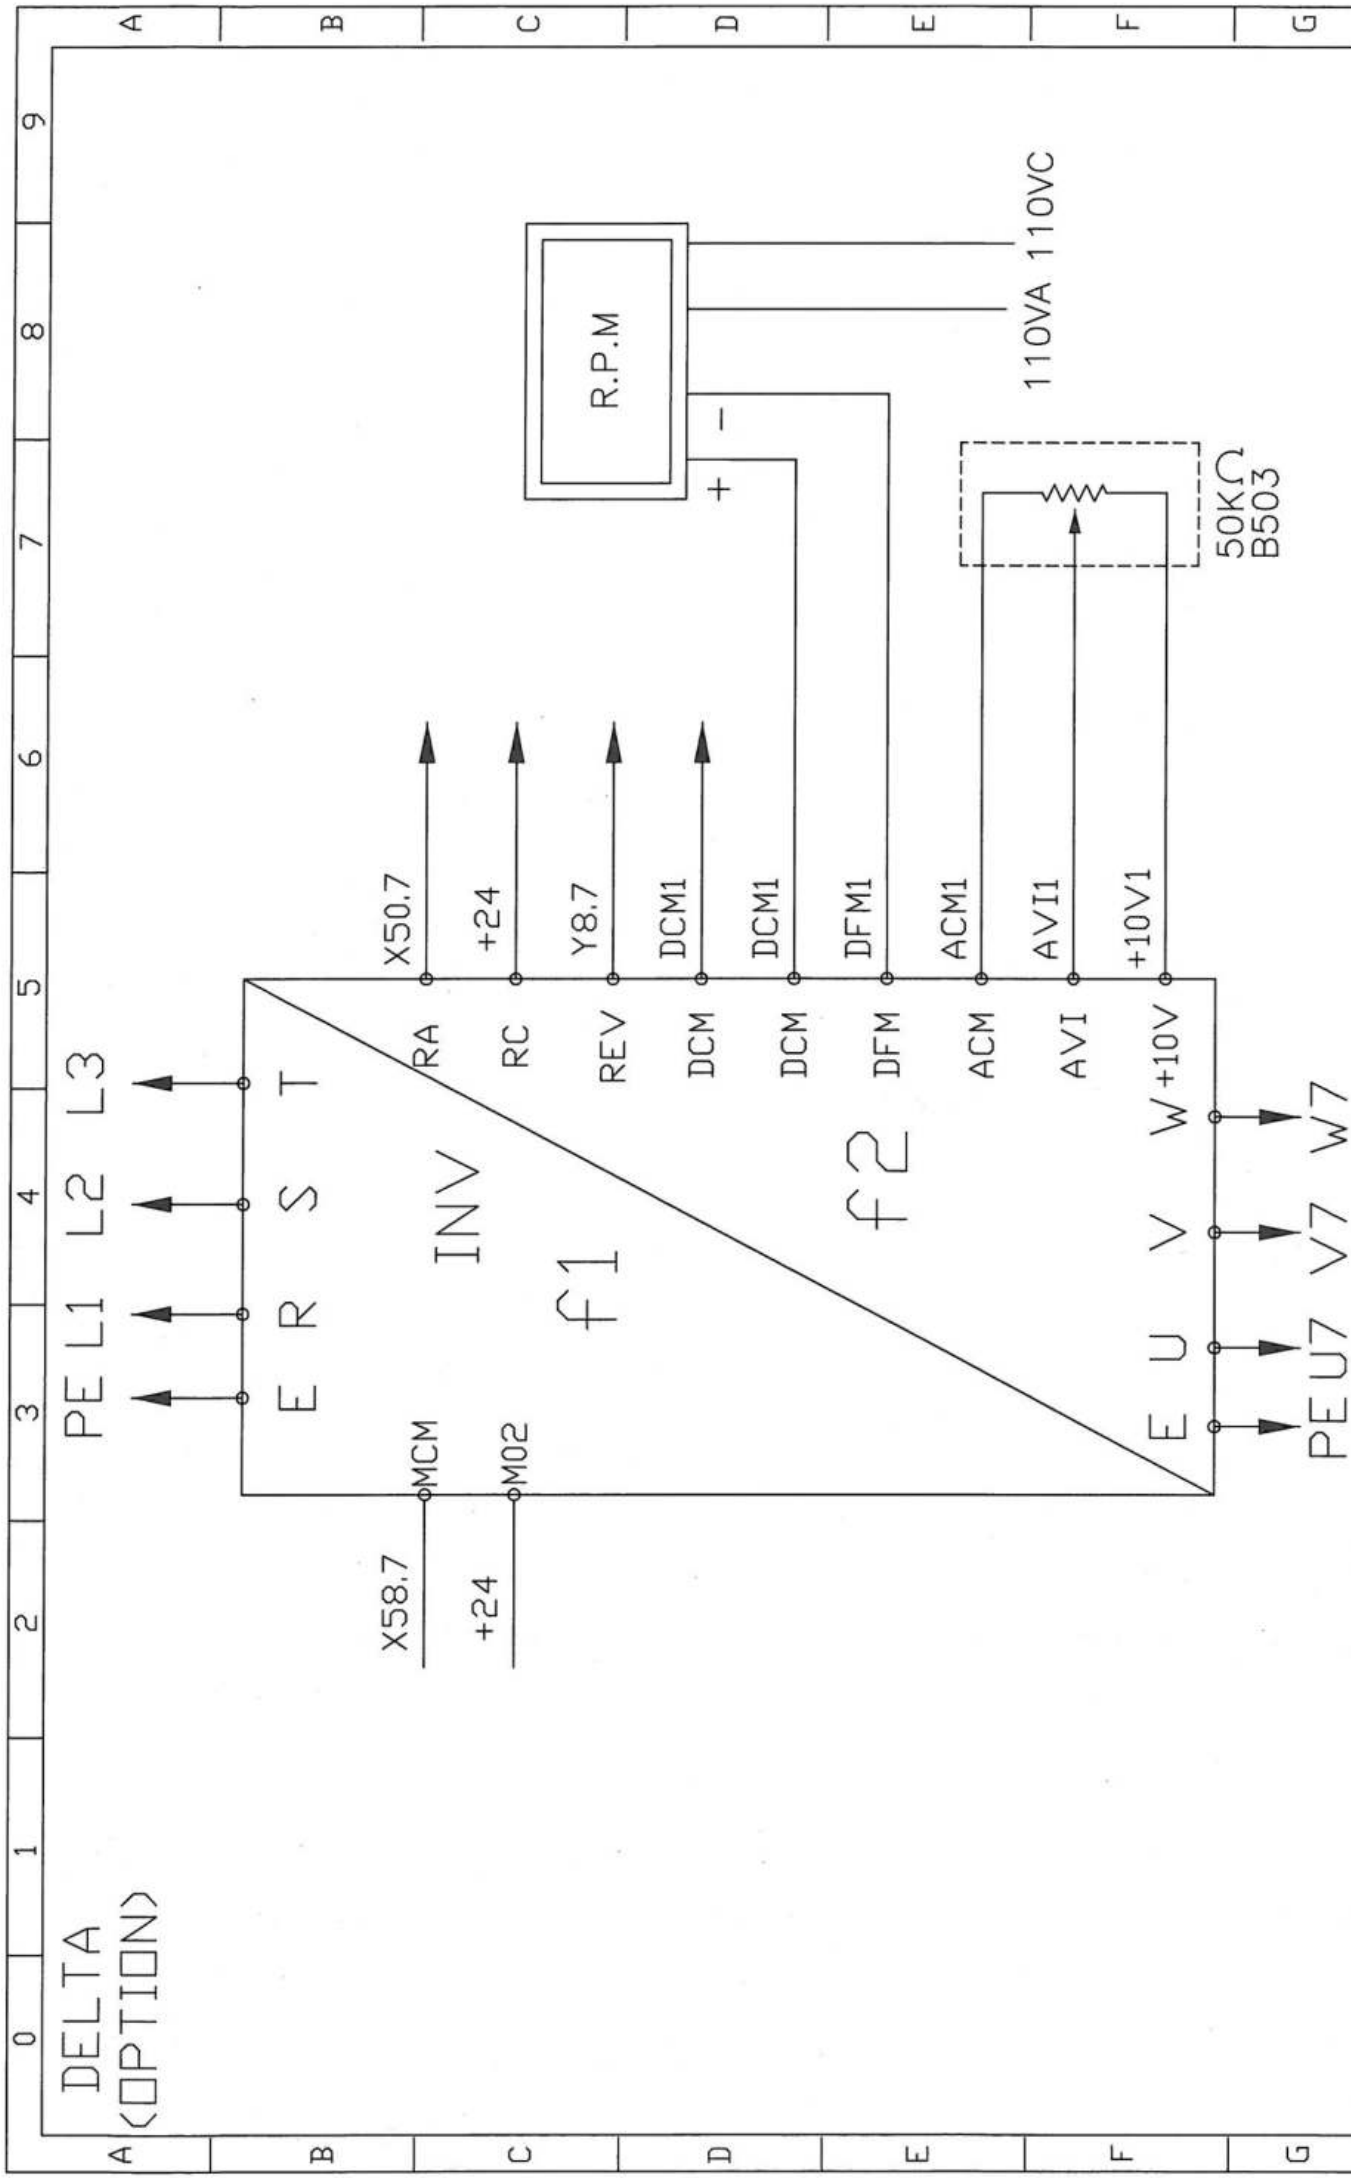 0 1 2 3 4 5 6 7 8 9
A
B
C
D
E
F
G
A
B
C
D
E
F
G
DELTA
(OPTION)
PE L1 L2 L3
E R S T
X58.7
MCM
+24
MO2
INV
f1
f2
RA
X50.7
RC
+24
REV
Y8.7
DCM
DCM1
DCM
DCM1
DFM
DFM1
ACM
ACM1
AVI
AVI1
+10V
+10V1
E U V W
PE U7 V7 W7
R.P.M
+ -
110VA 110VC
50KΩ
B503